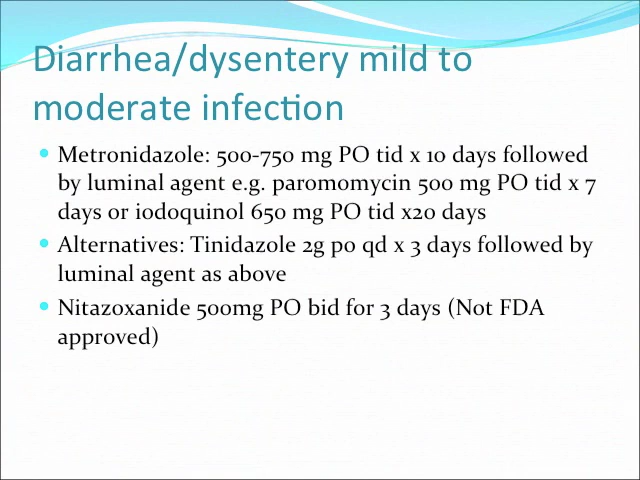 Diarrhea/dysentery mild to
moderate infection
• Metronidazole: 500-750 mg PO tid x 10 days followed
by luminal agent e.g. paromomycin 500 mg PO tid x 7
days or iodoquinol 650 mg PO tid x20 days
• Alternatives: Tinidazole 2g po qd x 3 days followed by
luminal agent as above
• Nitazoxanide 500mg PO bid for 3 days (Not FDA
approved)